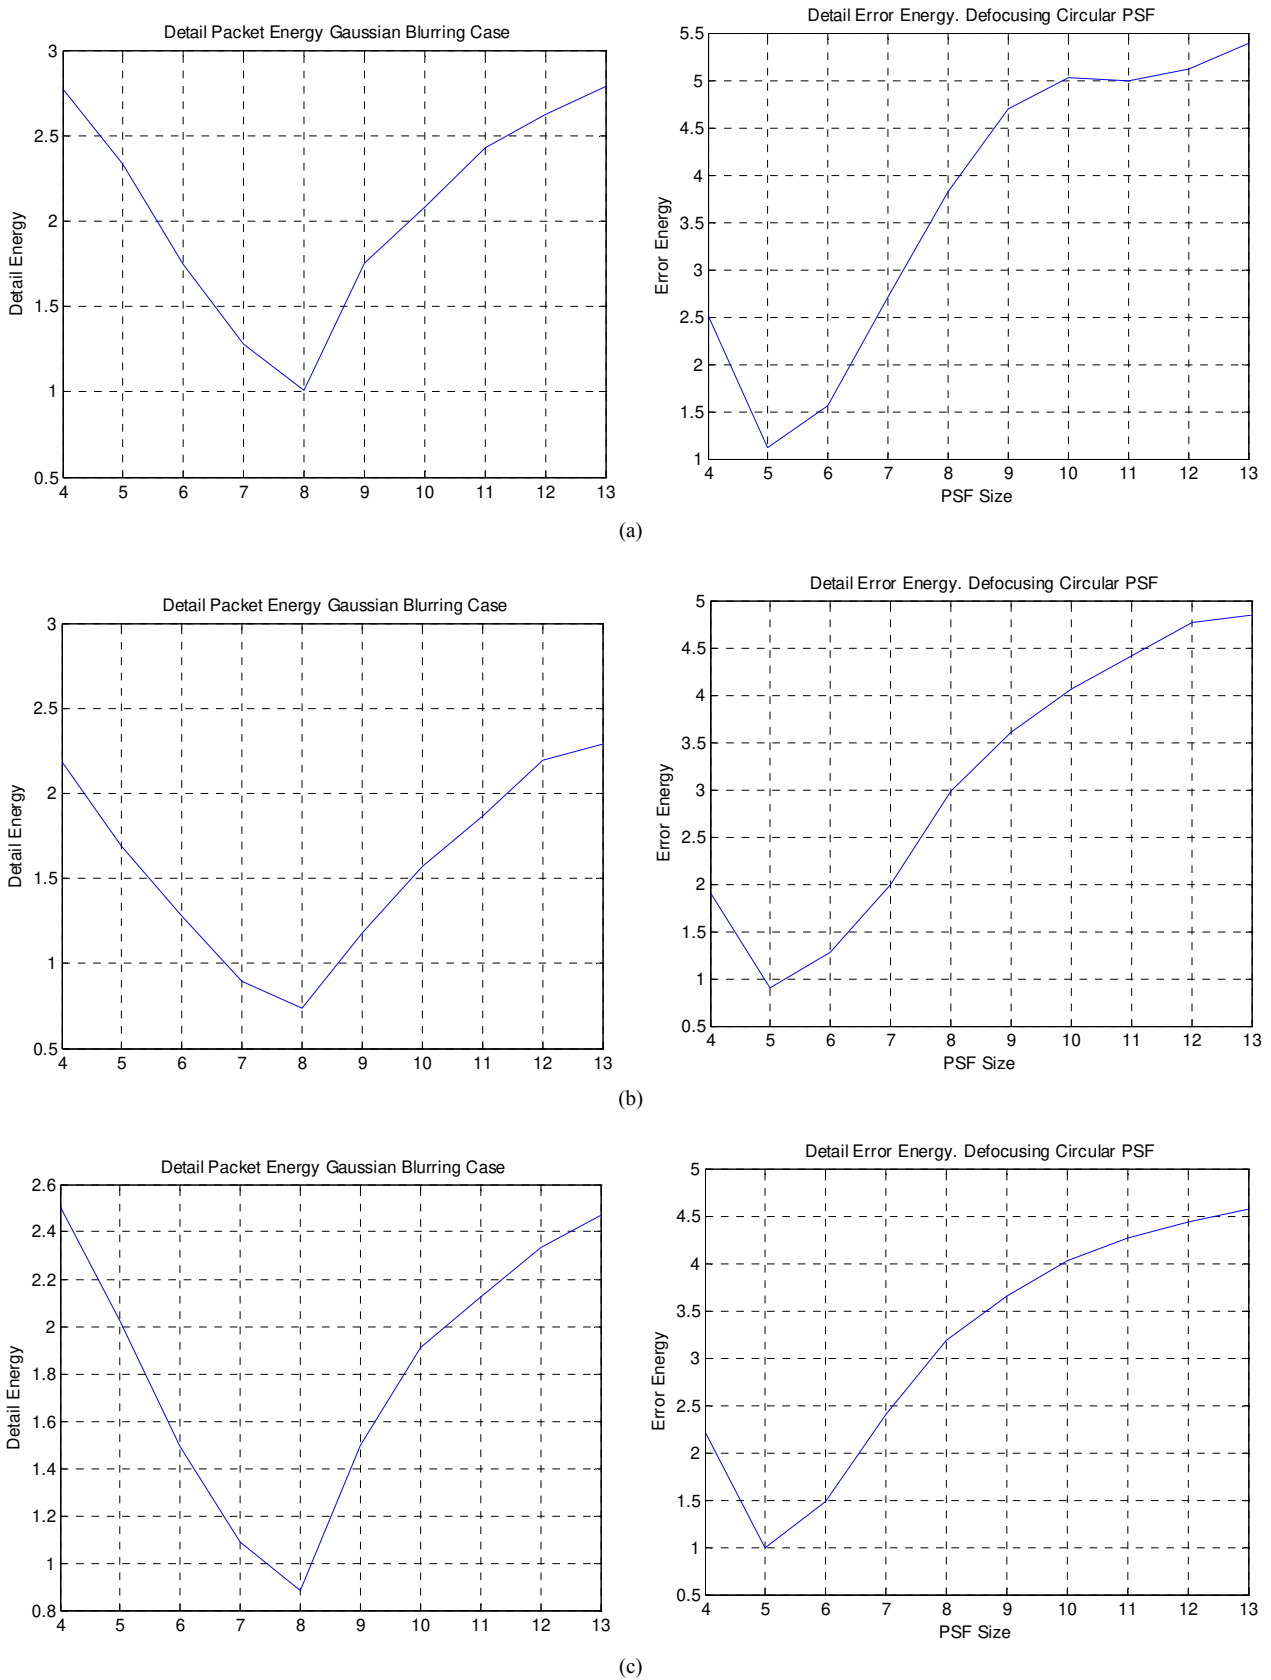 Detail Packet Energy Gaussian Blurring Case
3
2.5
2
1.5
1
0.5
Detail Energy
4 5 6 7 8 9 10 11 12 13
Detail Error Energy. Defocusing Circular PSF
5.5
5
4.5
4
3.5
3
2.5
2
1.5
1
Error Energy
4 5 6 7 8 9 10 11 12 13
PSF Size
(a)
Detail Packet Energy Gaussian Blurring Case
3
2.5
2
1.5
1
0.5
Detail Energy
4 5 6 7 8 9 10 11 12 13
Detail Error Energy. Defocusing Circular PSF
5
4.5
4
3.5
3
2.5
2
1.5
1
0.5
Error Energy
4 5 6 7 8 9 10 11 12 13
PSF Size
(b)
Detail Packet Energy Gaussian Blurring Case
2.6
2.4
2.2
2
1.8
1.6
1.4
1.2
1
0.8
Detail Energy
4 5 6 7 8 9 10 11 12 13
Detail Error Energy. Defocusing Circular PSF
5
4.5
4
3.5
3
2.5
2
1.5
1
0.5
Error Energy
4 5 6 7 8 9 10 11 12 13
PSF Size
(c)